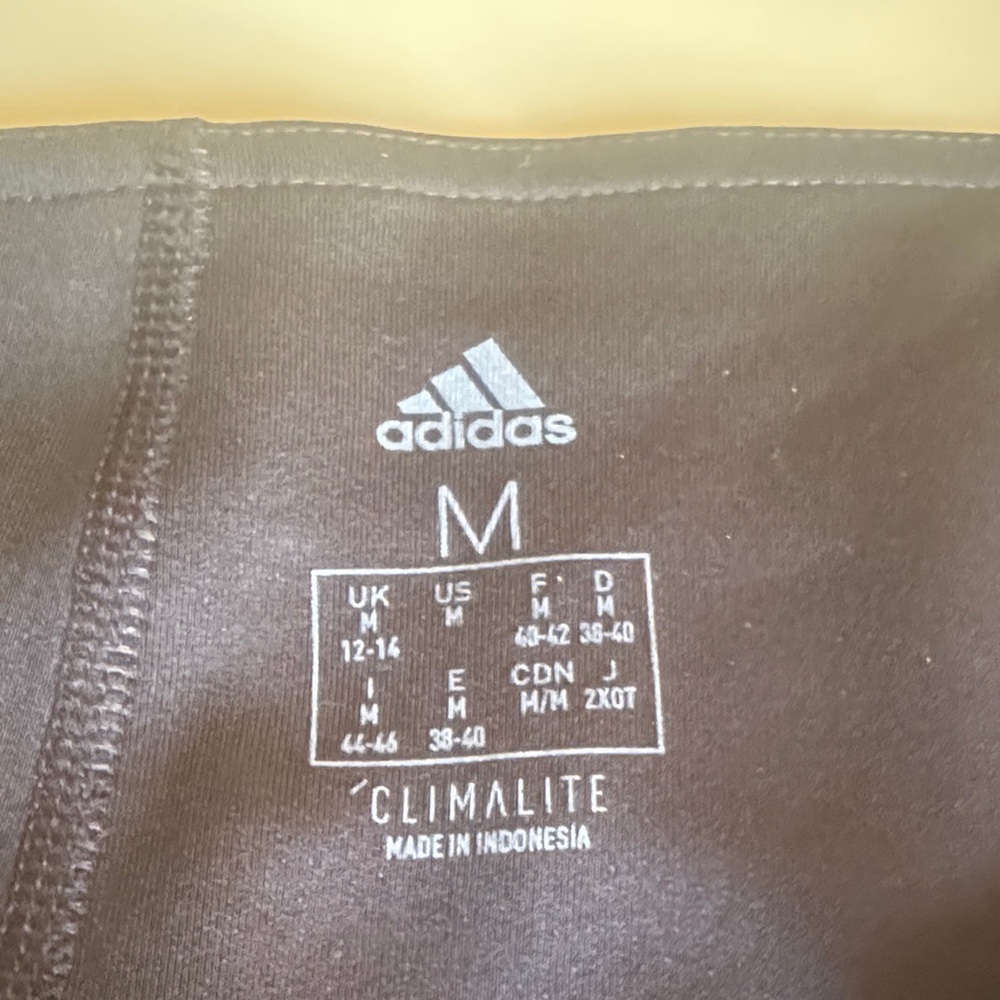 adidas
M
UK US F D
M M M M
12-14 40-42 38-40
I E CDN J
M M M/M 2XOT
44-46 38-40
CLIMALITE
MADE IN INDONESIA